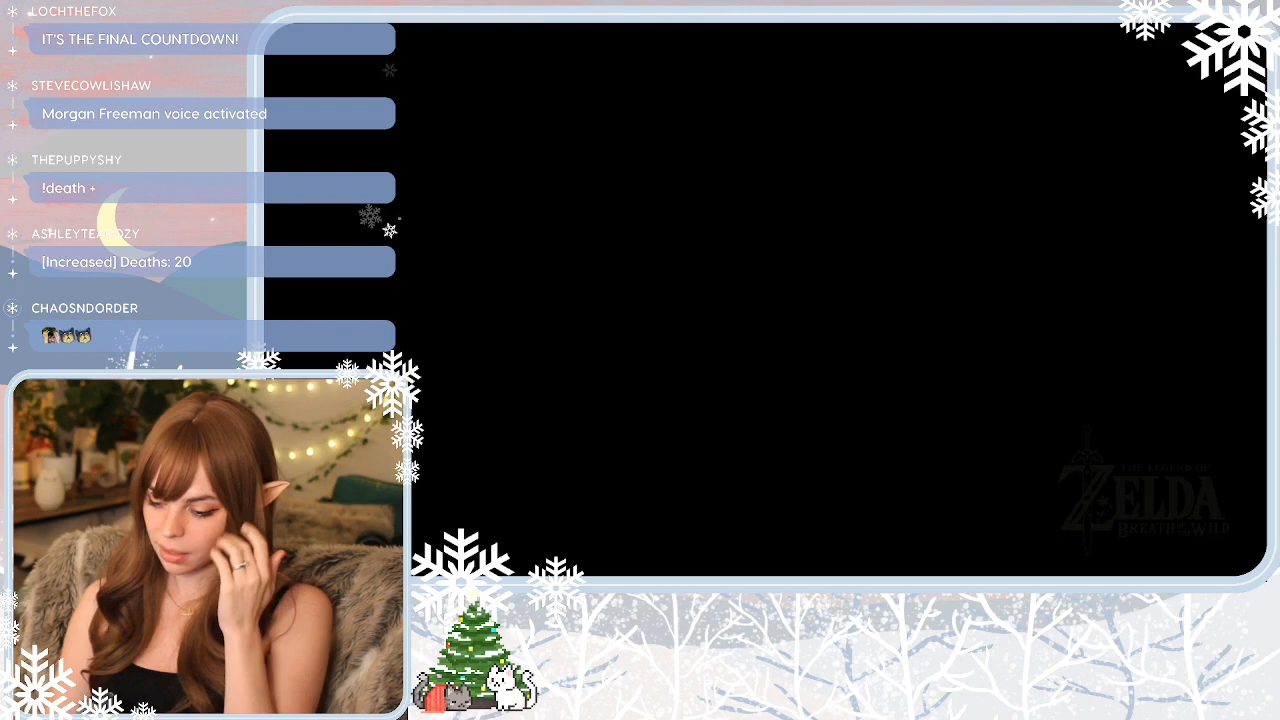 LOCHTHEFOX
IT'S THE FINAL COUNTDOWN!
STEVECOWLISHAW
Morgan Freeman voice activated
THEPUPPYSHY
!death +
[Increased] Deaths: 20
CHAOSNDORDER
THE LEGEND OF
ZELDA
BREATH OF THE WILD